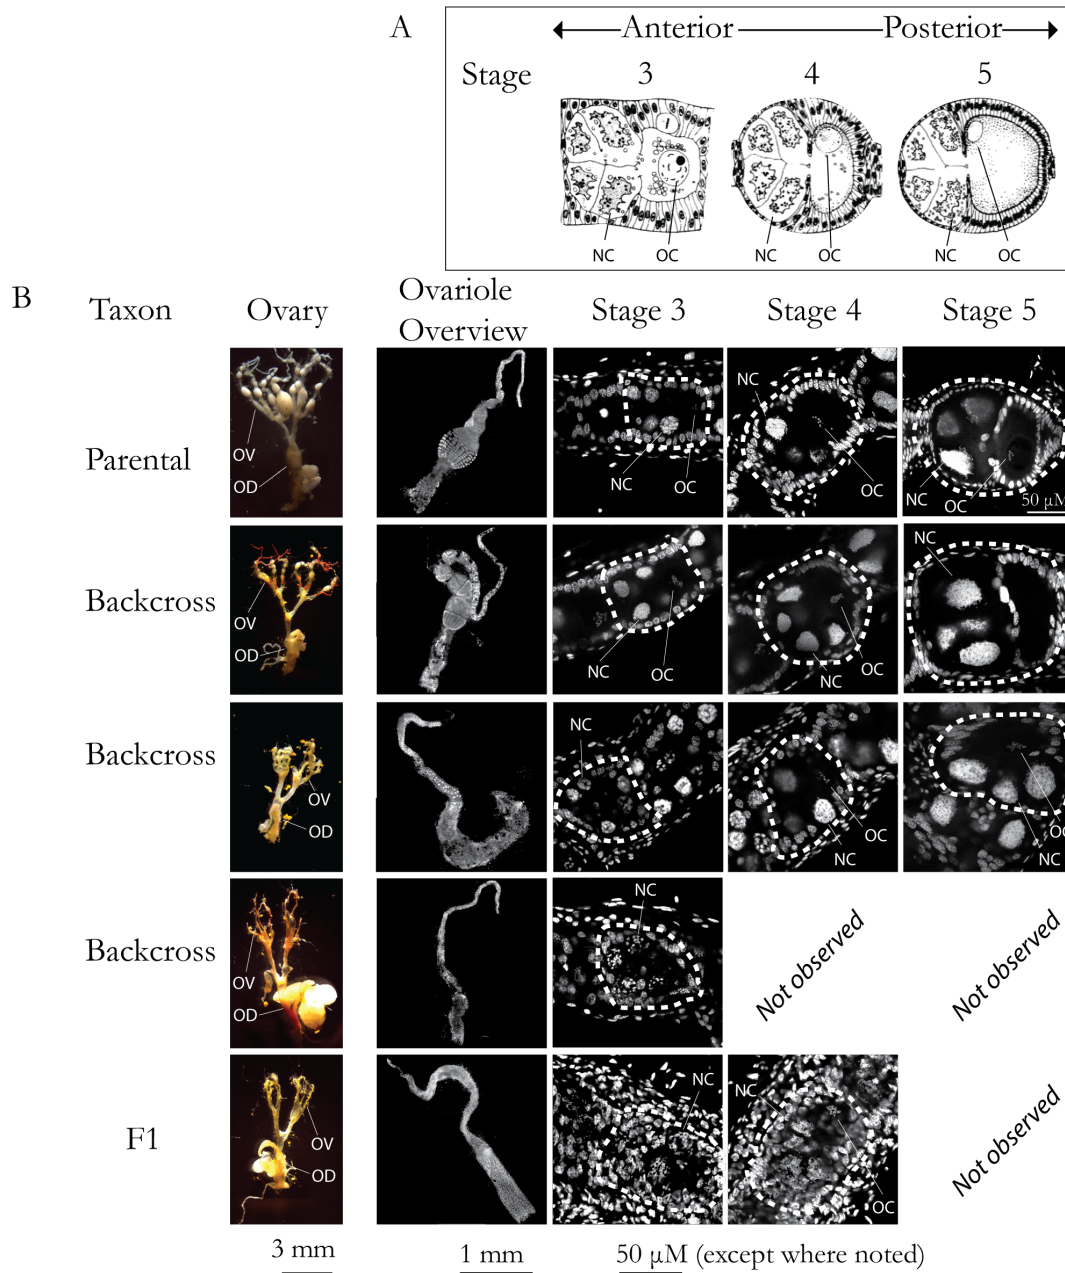 A
Anterior Posterior
Stage 3 4 5
NC OC NC OC NC OC
B
Taxon Ovary Ovariole Overview Stage 3 Stage 4 Stage 5
Parental
OV
OD
NC OC
NC
OC
NC
OC
50 µM
Backcross
OV
OD
NC OC
OC
NC
NC
Backcross
OV
OD
NC
OC
NC
OC
NC
Backcross
OV
OD
NC
Not observed
Not observed
F1
OV
OD
NC
NC
OC
Not observed
3 mm 1 mm 50 µM (except where noted)